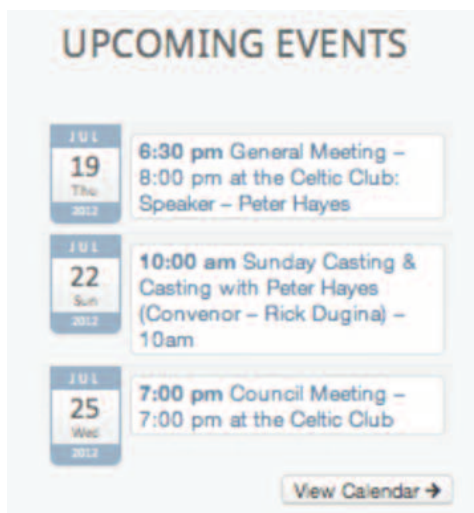 UPCOMING EVENTS
JUL
19
Thu
2012
6:30 pm General Meeting –
8:00 pm at the Celtic Club:
Speaker – Peter Hayes
JUL
22
Sun
2012
10:00 am Sunday Casting &
Casting with Peter Hayes
(Convenor – Rick Dugina) –
10am
JUL
25
Wed
2012
7:00 pm Council Meeting –
7:00 pm at the Celtic Club
View Calendar →